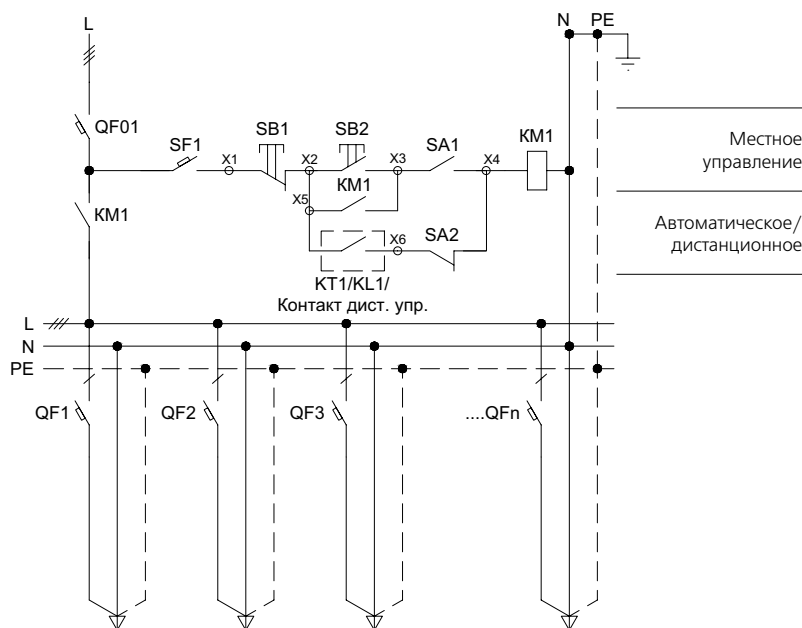 L
N PE
QF01
SF1
SB1
SB2
SA1
KM1
X1
X2
X3
X4
Местное
управление
KM1
KM1
X5
X6
SA2
Автоматическое/
дистанционное
KT1/KL1/
Контакт дист. упр.
L
N
PE
QF1
QF2
QF3
....QFn